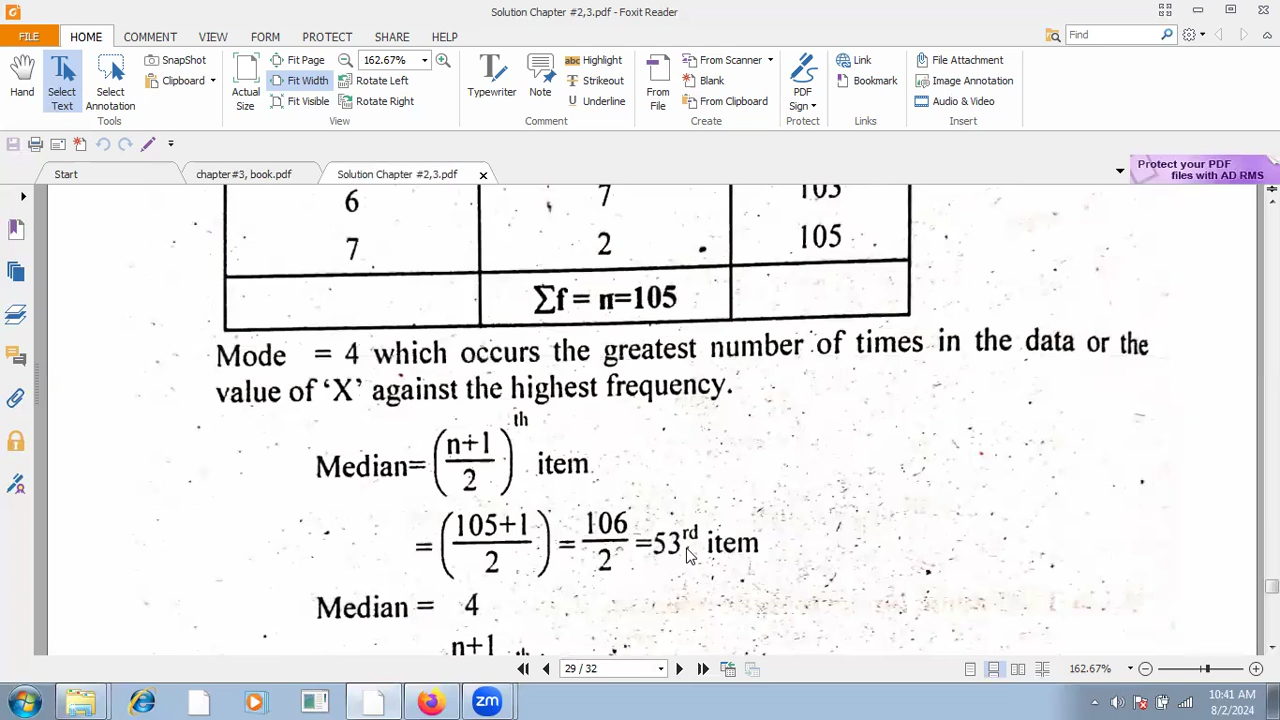 Solution Chapter #2,3.pdf - Foxit Reader
FILE HOME COMMENT VIEW FORM PROTECT SHARE HELP Find
Hand
Select Text
Select Annotation
SnapShot
Clipboard
Tools
Actual Size
Fit Page
Fit Width
Fit Visible
162.67%
Rotate Left
Rotate Right
View
Typewriter
Note
Highlight
Strikeout
Underline
Comment
From File
From Scanner
Blank
From Clipboard
Create
PDF Sign
Protect
Link
Bookmark
Links
File Attachment
Image Annotation
Audio & Video
Insert
Start chapter#3, book.pdf Solution Chapter #2,3.pdf
Protect your PDF
files with AD RMS
6 7 103
7 2 105
∑f = n=105
Mode = 4 which occurs the greatest number of times in the data or the
value of ‘X’ against the highest frequency.
Median= (n+1/2)th item
= (105+1/2) = 106/2 =53rd item
Median = 4
n+1 th
29 / 32 162.67%
zm
10:41 AM
8/2/2024